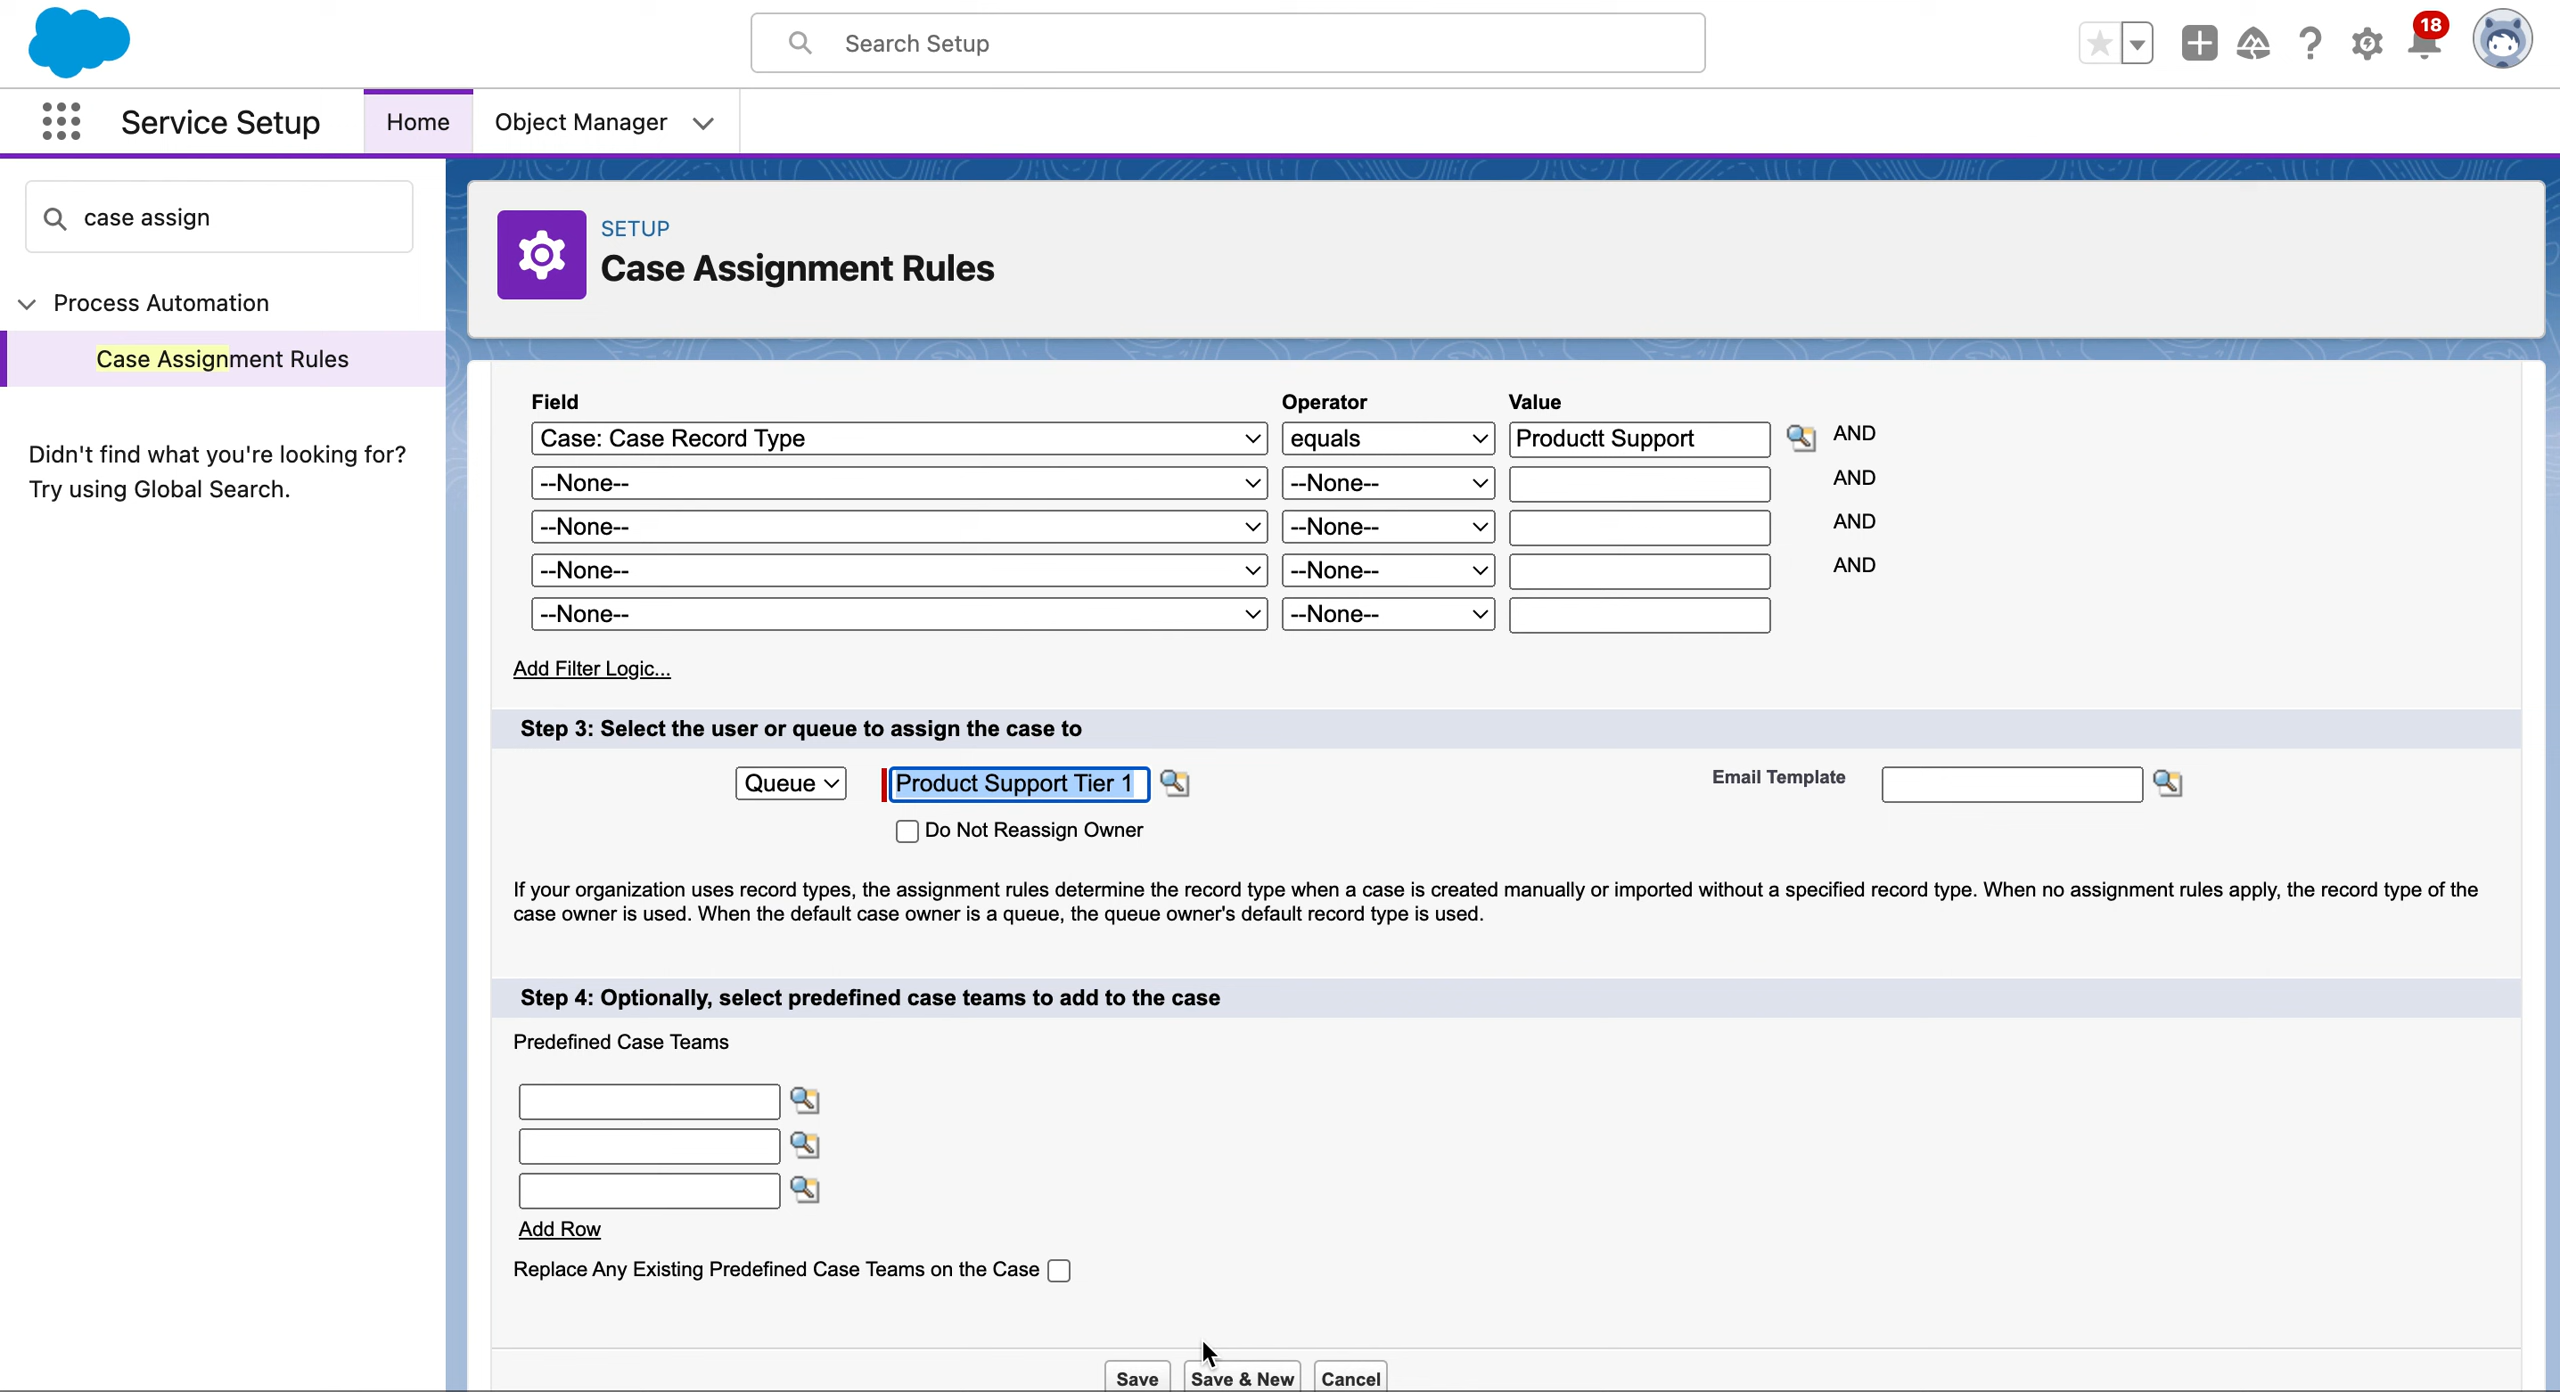 Search Setup
18
Service Setup
Home
Object Manager
case assign
Process Automation
Case Assignment Rules
Didn't find what you're looking for?
Try using Global Search.
SETUP
Case Assignment Rules
Field Operator Value
Case: Case Record Type equals Productt Support AND
--None-- --None-- AND
--None-- --None-- AND
--None-- --None-- AND
--None-- --None--
Add Filter Logic...
Step 3: Select the user or queue to assign the case to
Queue Product Support Tier 1 Email Template
Do Not Reassign Owner
If your organization uses record types, the assignment rules determine the record type when a case is created manually or imported without a specified record type. When no assignment rules apply, the record type of the
case owner is used. When the default case owner is a queue, the queue owner's default record type is used.
Step 4: Optionally, select predefined case teams to add to the case
Predefined Case Teams
Add Row
Replace Any Existing Predefined Case Teams on the Case
Save Save & New Cancel